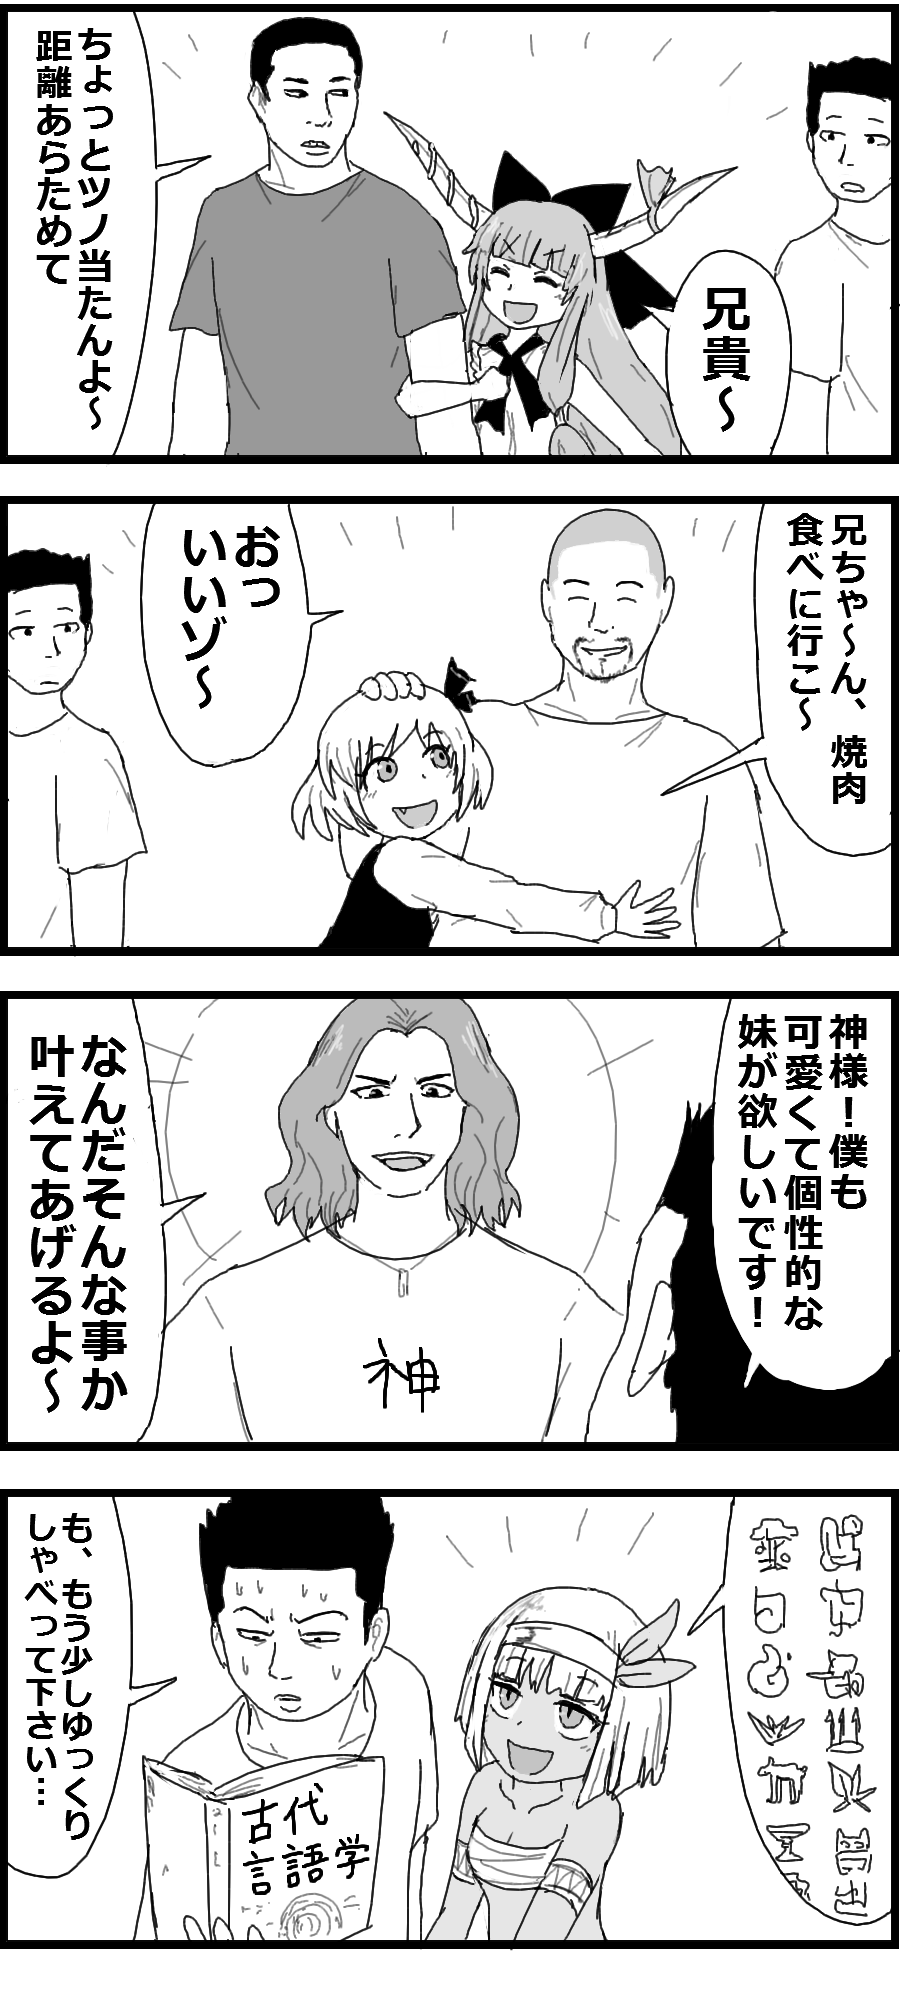 兄貴～
ちょっとツノ当たんよ～
距離あらためて
兄ちゃ～ん、焼肉
食べに行こ～
おっ
いいゾ～
神様！僕も
可愛くて個性的な
妹が欲しいです！
なんだそんな事か
叶えてあげるよ～
神
も、もう少しゆっくり
しゃべって下さい…
古代
言語学